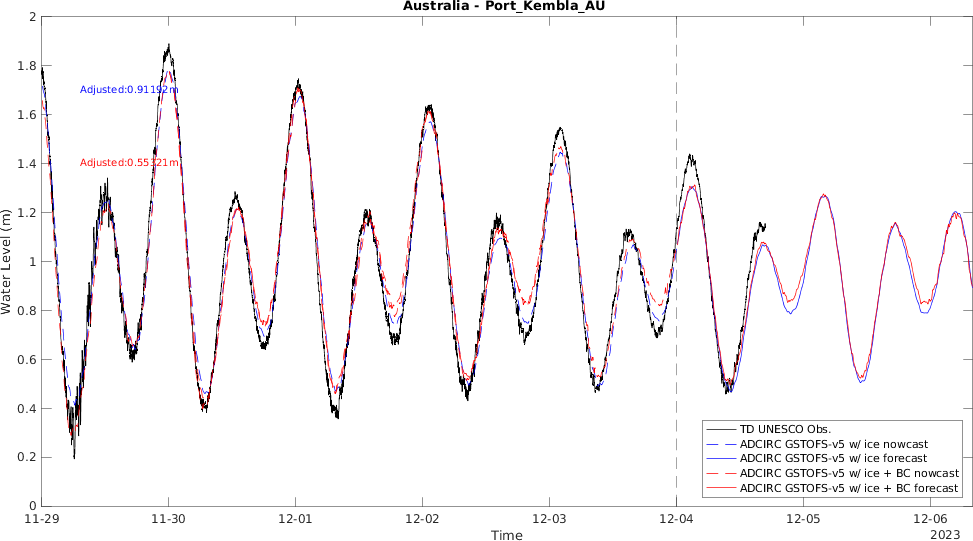 Australia - Port_Kembla_AU
2
1.8
Adjusted:0.91192m
1.6
1.4
Adjusted:0.55321m
1.2
Water Level (m)
1
0.8
0.6
0.4
TD UNESCO Obs.
ADCIRC GSTOFS-v5 w/ ice nowcast
ADCIRC GSTOFS-v5 w/ ice forecast
ADCIRC GSTOFS-v5 w/ ice + BC nowcast
ADCIRC GSTOFS-v5 w/ ice + BC forecast
0.2
0
11-29 11-30 12-01 12-02 12-03 12-04 12-05 12-06
Time 2023